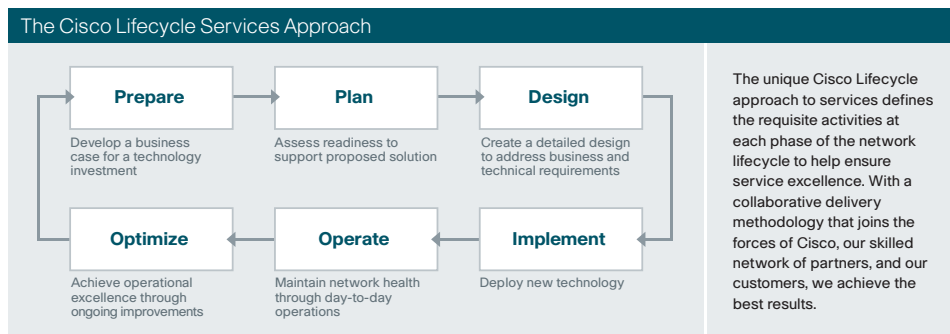 The Cisco Lifecycle Services Approach
Prepare
Develop a business
case for a technology
investment
Plan
Assess readiness to
support proposed solution
Design
Create a detailed design
to address business and
technical requirements
Optimize
Achieve operational
excellence through
ongoing improvements
Operate
Maintain network health
through day-to-day
operations
Implement
Deploy new technology
The unique Cisco Lifecycle
approach to services defines
the requisite activities at
each phase of the network
lifecycle to help ensure
service excellence. With a
collaborative delivery
methodology that joins the
forces of Cisco, our skilled
network of partners, and our
customers, we achieve the
best results.